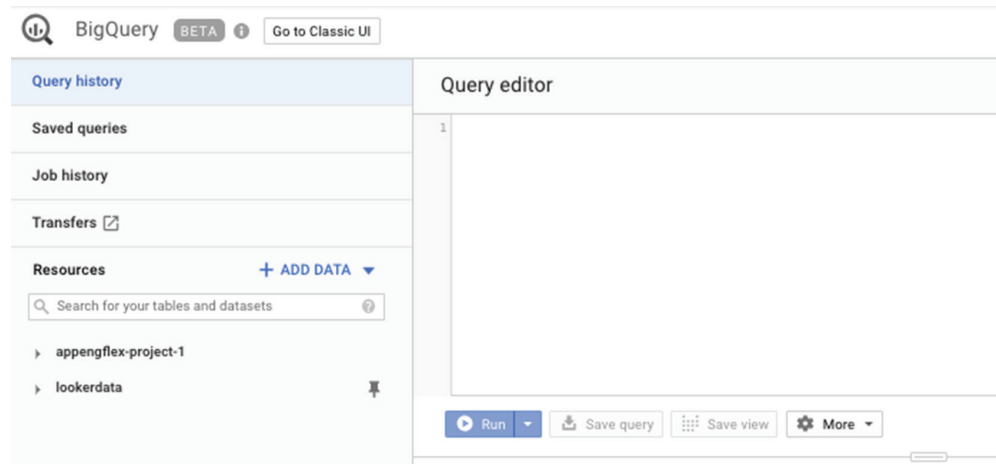 BigQuery BETA Go to Classic UI
Query history
Saved queries
Job history
Transfers
Resources + ADD DATA
Search for your tables and datasets ?
appengflex-project-1
lookerdata
Query editor
1
Run Save query Save view More